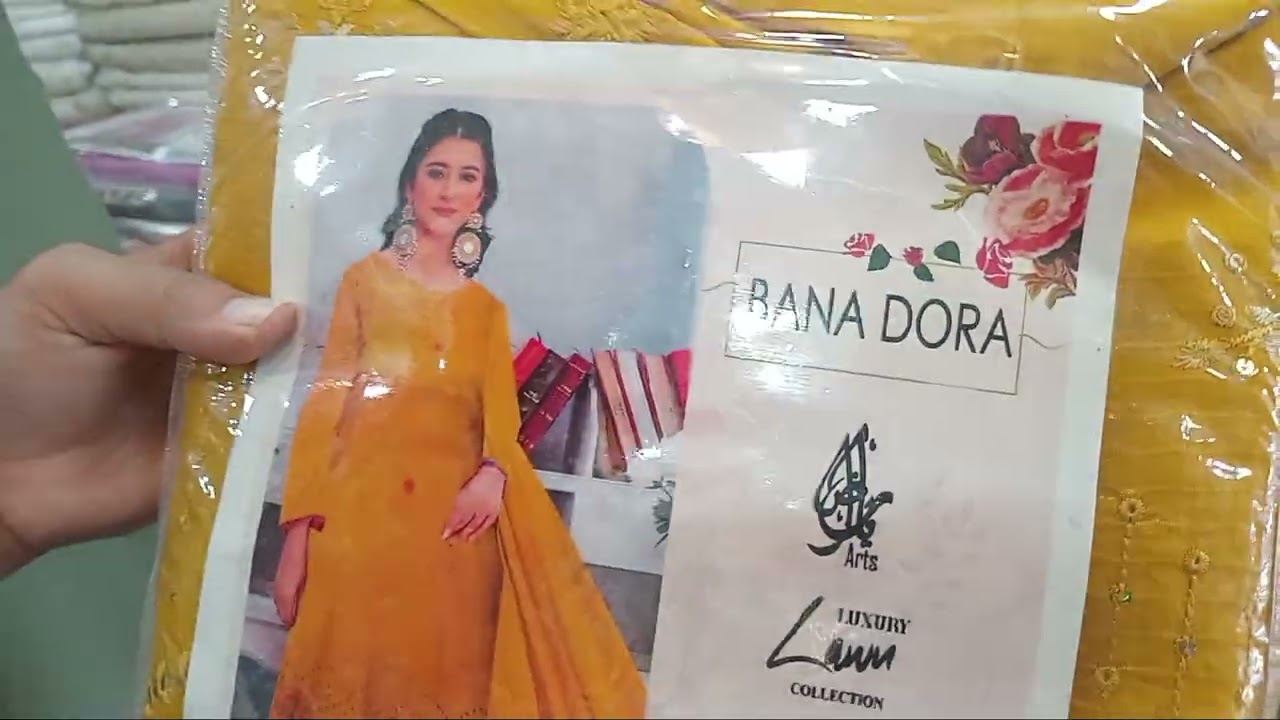 BANA DORA
Arts
LUXURY
Lawn
COLLECTION